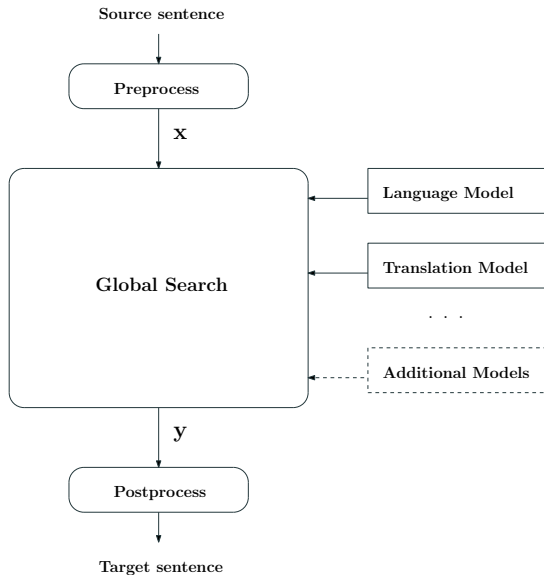 Source sentence
Preprocess
x
Language Model
Global Search
Translation Model
. . .
Additional Models
y
Postprocess
Target sentence